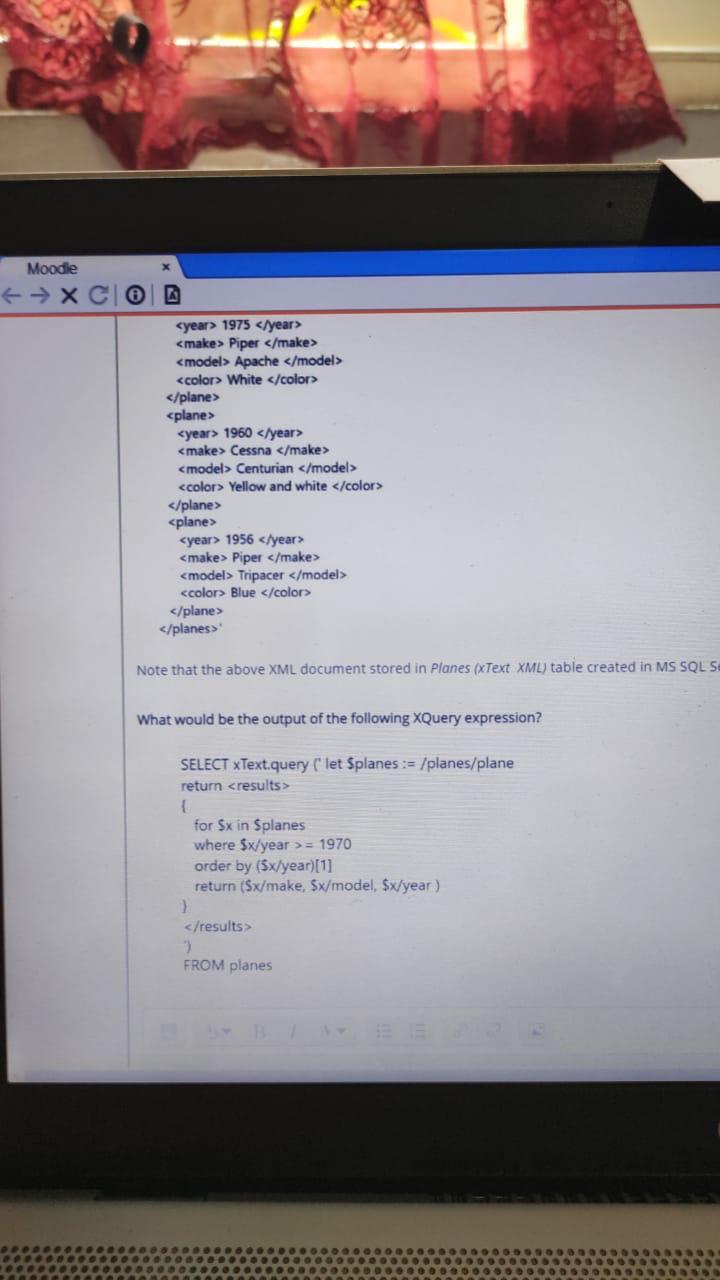 Moodle x
<year> 1975 </year>
<make> Piper </make>
<model> Apache </model>
<color> White </color>
</plane>
<plane>
<year> 1960 </year>
<make> Cessna </make>
<model> Centurian </model>
<color> Yellow and white </color>
</plane>
<plane>
<year> 1956 </year>
<make> Piper </make>
<model> Tripacer </model>
<color> Blue </color>
</plane>
</planes>'
Note that the above XML document stored in Planes (xText XML) table created in MS SQL
What would be the output of the following XQuery expression?
SELECT xText.query (' let $planes := /planes/plane
return <results>
{
for $x in $planes
where $x/year >= 1970
order by ($x/year)[1]
return ($x/make, $x/model, $x/year )
}
</results>
')
FROM planes